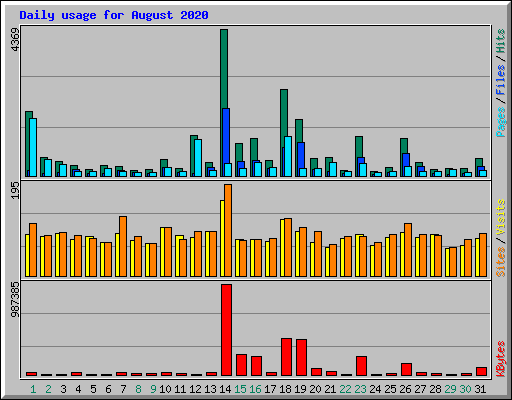 Daily usage for August 2020
4369
Pages / Files / Hits
195
Sites / Visits
987385
KBytes
1 2 3 4 5 6 7 8 9 10 11 12 13 14 15 16 17 18 19 20 21 22 23 24 25 26 27 28 29 30 31